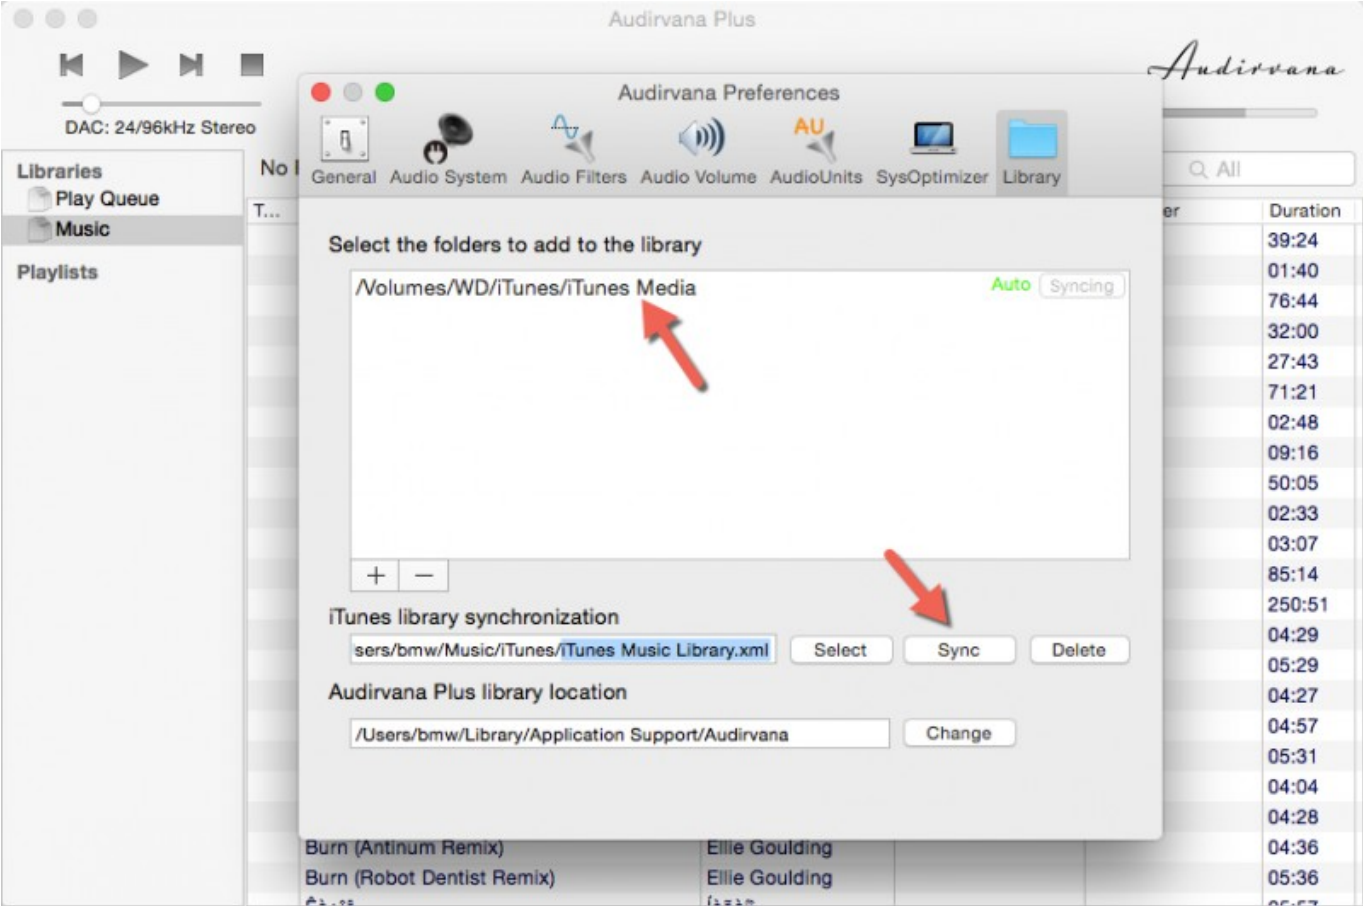 Audirvana Plus
Audirvana
DAC: 24/96kHz Stereo
Libraries
Play Queue
Music
Playlists
No
All
T...
er
Duration
Audirvana Preferences
General Audio System Audio Filters Audio Volume AudioUnits SysOptimizer Library
AU
Select the folders to add to the library
/Volumes/WD/iTunes/iTunes Media
Auto Syncing
+ −
iTunes library synchronization
sers/bmw/Music/iTunes/iTunes Music Library.xml Select Sync Delete
Audirvana Plus library location
/Users/bmw/Library/Application Support/Audirvana Change
39:24
01:40
76:44
32:00
27:43
71:21
02:48
09:16
50:05
02:33
03:07
85:14
250:51
04:29
05:29
04:27
04:57
05:31
04:04
04:28
Burn (Antinum Remix) Ellie Goulding 04:36
Burn (Robot Dentist Remix) Ellie Goulding 05:36